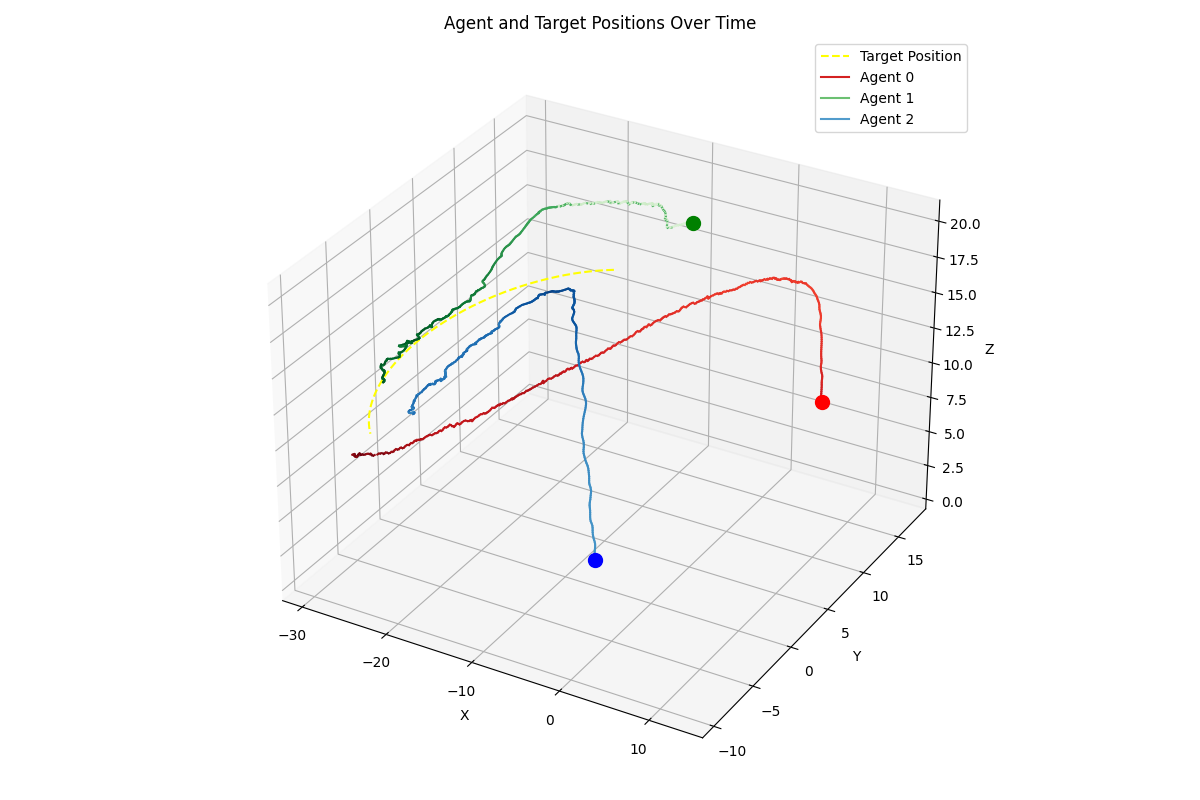 Agent and Target Positions Over Time
Target Position
Agent 0
Agent 1
Agent 2
20.0
17.5
15.0
12.5
10.0
7.5
5.0
2.5
0.0
Z
15
10
5
0
−5
−10
Y
−30
−20
−10
0
10
X